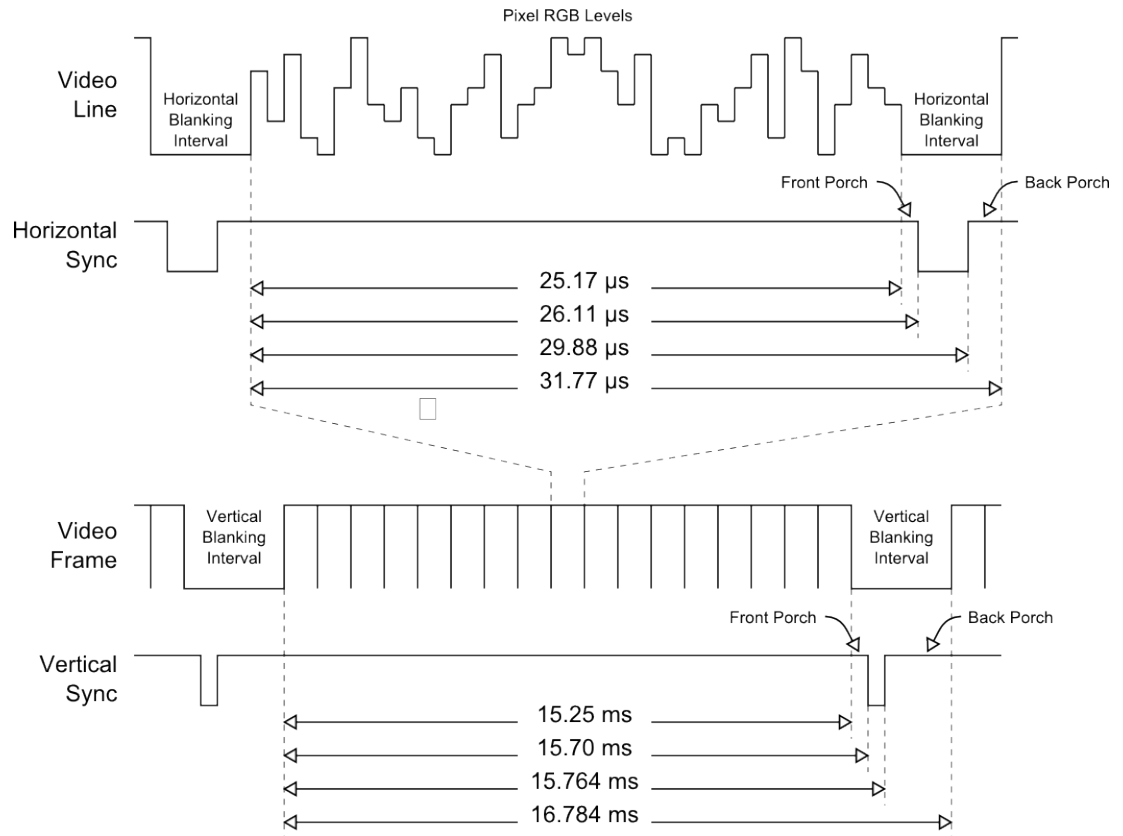 Pixel RGB Levels
Video
Line
Horizontal
Blanking
Interval
Horizontal
Blanking
Interval
Front Porch
Back Porch
Horizontal
Sync
25.17 µs
26.11 µs
29.88 µs
31.77 µs
Video
Frame
Vertical
Blanking
Interval
Vertical
Blanking
Interval
Front Porch
Back Porch
Vertical
Sync
15.25 ms
15.70 ms
15.764 ms
16.784 ms